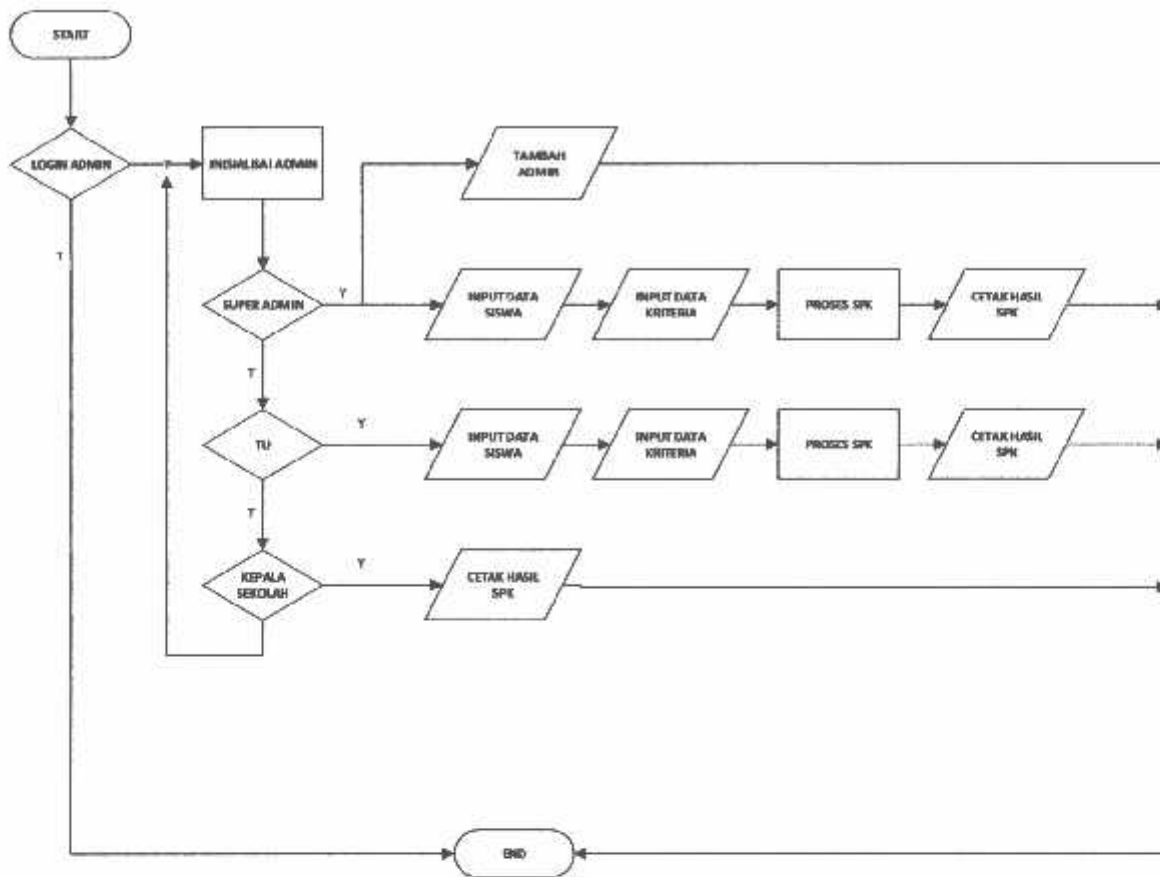 START
LOGIN ADMIN
Y
INISIALISAI ADMIN
TAMBAH
ADMIN
T
SUPER ADMIN
Y
INPUT DATA
SISWA
INPUT DATA
KRITERIA
PROSES SPK
CETAK HASIL
SPK
T
TU
Y
INPUT DATA
SISWA
INPUT DATA
KRITERIA
PROSES SPK
CETAK HASIL
SPK
T
KEPALA
SEKOLAH
Y
CETAK HASIL
SPK
END